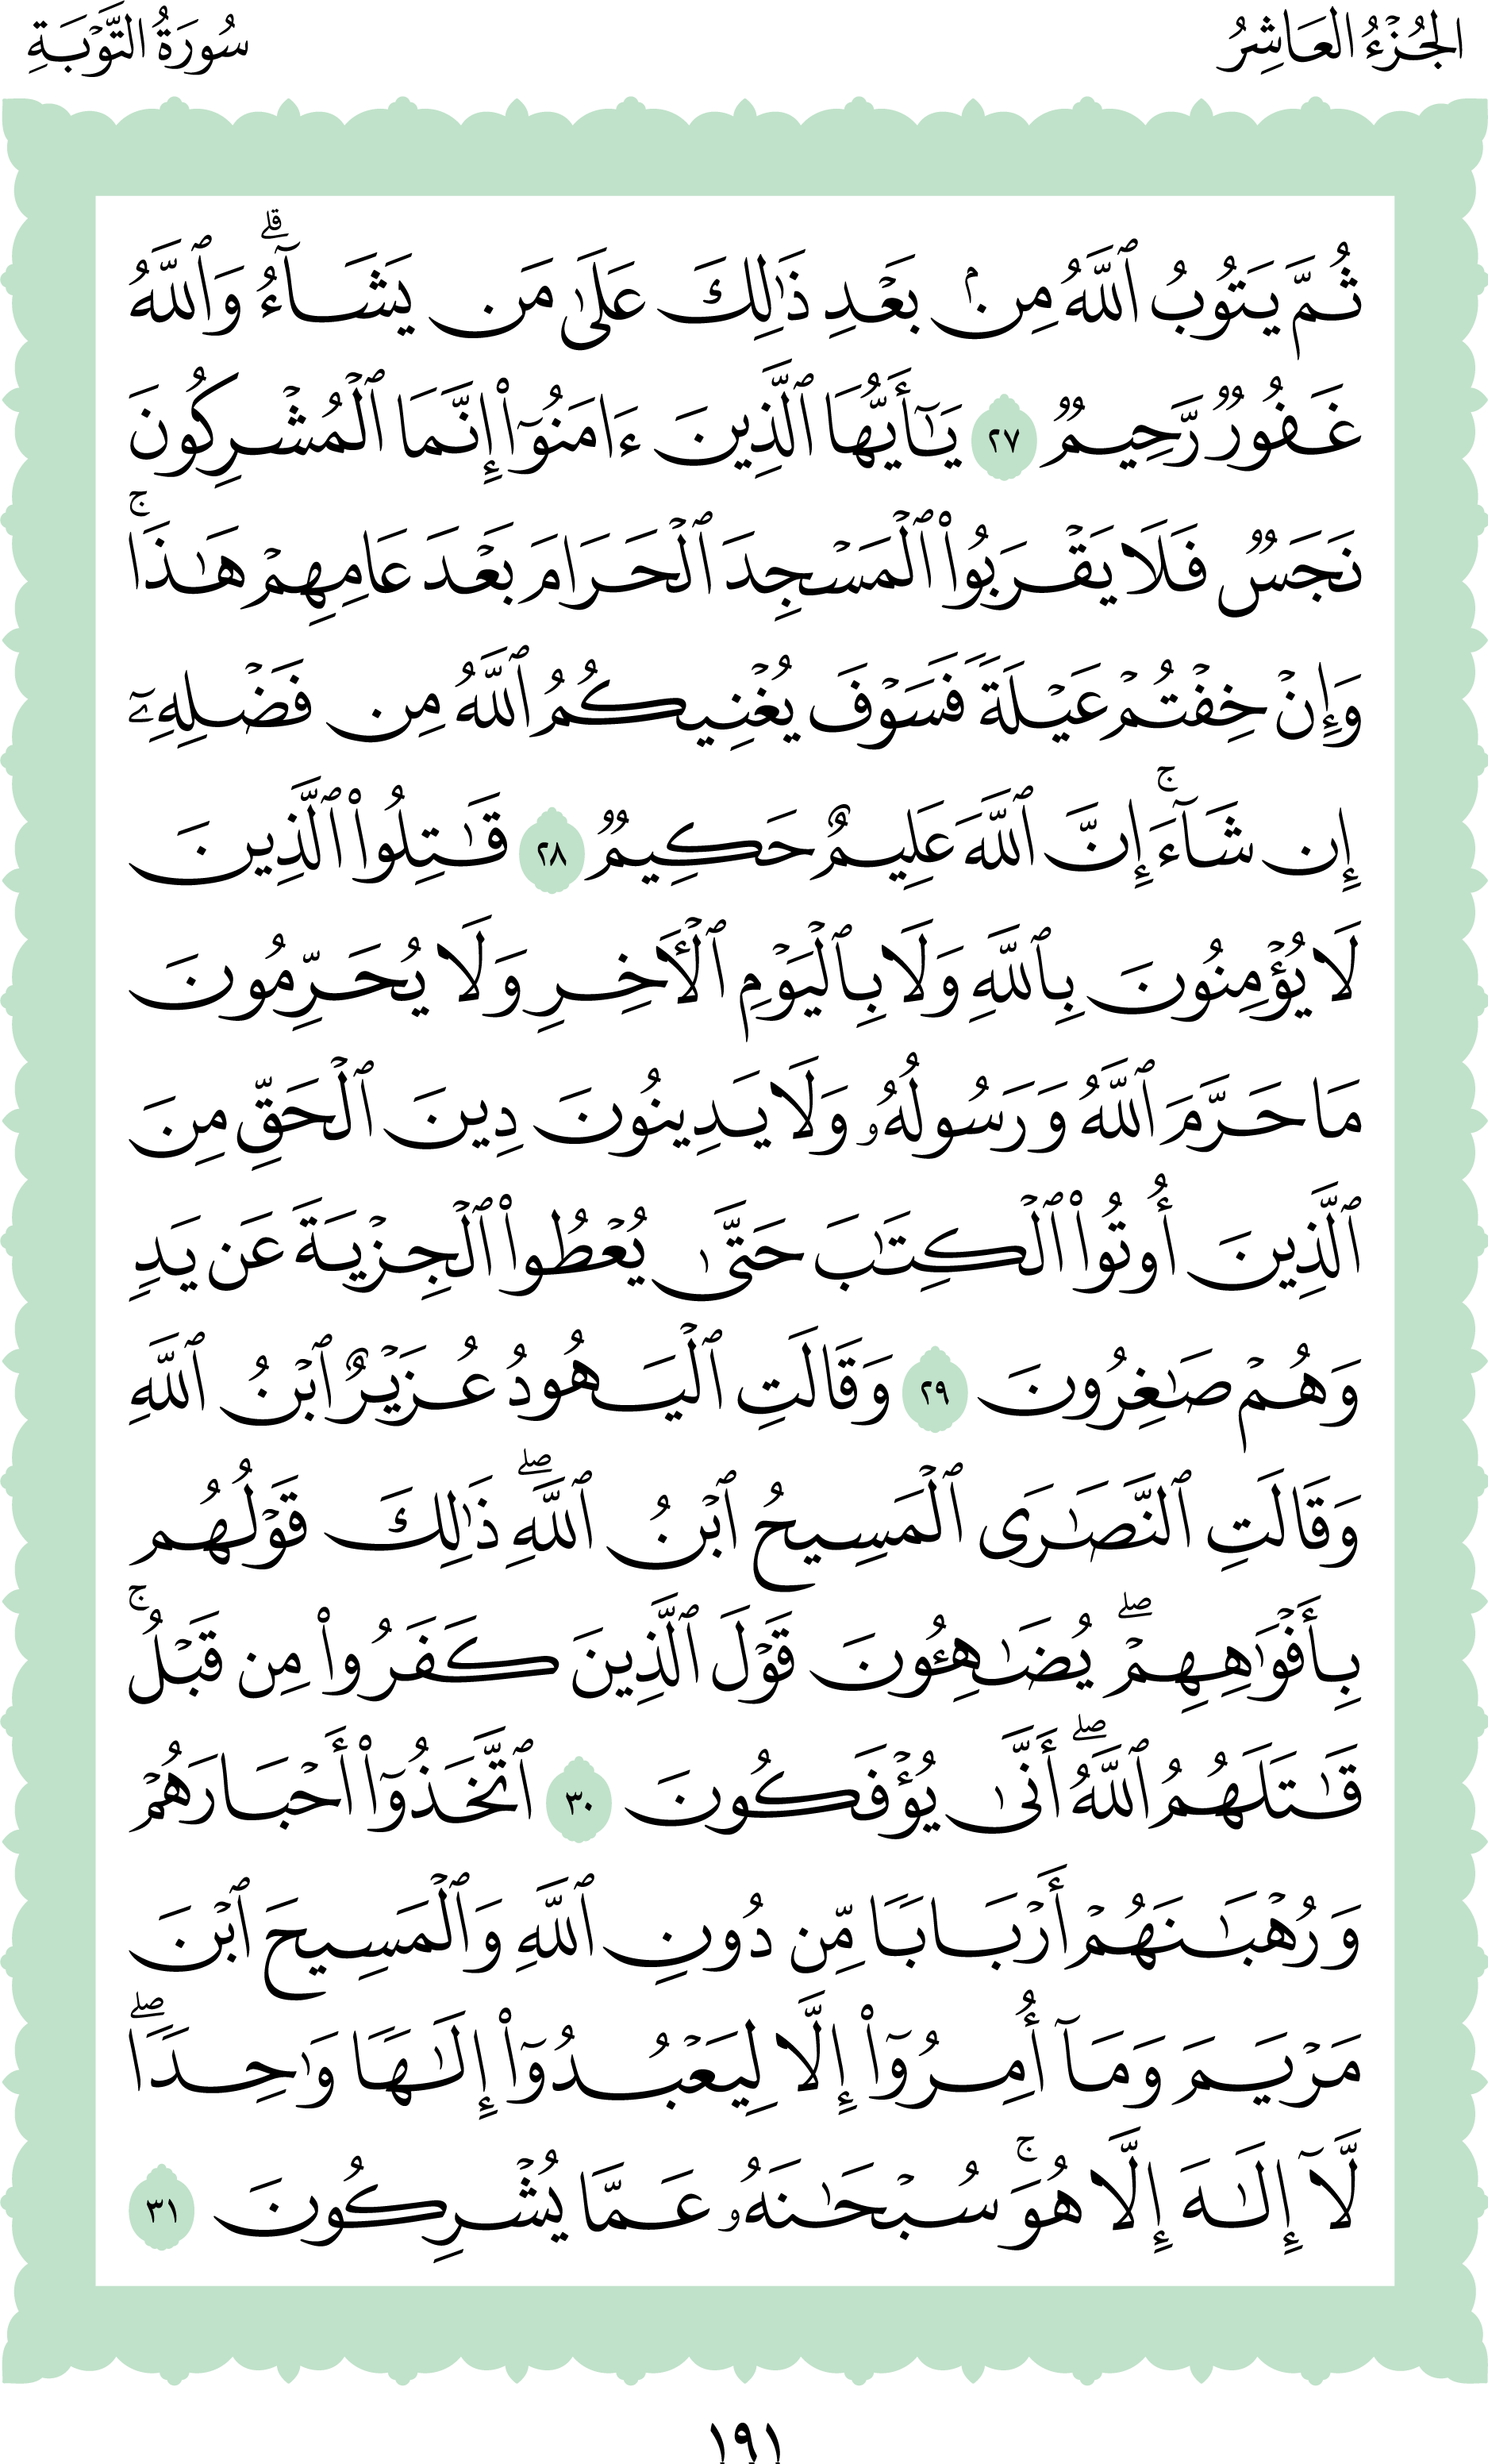 الجُزْءُ العَاشِرُ
سُورَةُ التَّوْبَةِ
ثُمَّ يَتُوبُ ٱللَّهُ مِنۢ بَعْدِ ذَٰلِكَ عَلَىٰ مَن يَشَآءُۗ وَٱللَّهُ
غَفُورٌ رَّحِيمٌ ٢٧ يَٰٓأَيُّهَا ٱلَّذِينَ ءَامَنُوٓا۟ إِنَّمَا ٱلْمُشْرِكُونَ
نَجَسٌ فَلَا يَقْرَبُوا۟ ٱلْمَسْجِدَ ٱلْحَرَامَ بَعْدَ عَامِهِمْ هَٰذَاۚ
وَإِنْ خِفْتُمْ عَيْلَةً فَسَوْفَ يُغْنِيكُمُ ٱللَّهُ مِن فَضْلِهِۦٓ
إِن شَآءَۚ إِنَّ ٱللَّهَ عَلِيمٌ حَكِيمٌ ٢٨ قَٰتِلُوا۟ ٱلَّذِينَ
لَا يُؤْمِنُونَ بِٱللَّهِ وَلَا بِٱلْيَوْمِ ٱلْءَاخِرِ وَلَا يُحَرِّمُونَ
مَا حَرَّمَ ٱللَّهُ وَرَسُولُهُۥ وَلَا يَدِينُونَ دِينَ ٱلْحَقِّ مِنَ
ٱلَّذِينَ أُوتُوا۟ ٱلْكِتَٰبَ حَتَّىٰ يُعْطُوا۟ ٱلْجِزْيَةَ عَن يَدٍ
وَهُمْ صَٰغِرُونَ ٢٩ وَقَالَتِ ٱلْيَهُودُ عُزَيْرٌ ٱبْنُ ٱللَّهِ
وَقَالَتِ ٱلنَّصَٰرَى ٱلْمَسِيحُ ٱبْنُ ٱللَّهِۖ ذَٰلِكَ قَوْلُهُم
بِأَفْوَٰهِهِمْۖ يُضَٰهِـُٔونَ قَوْلَ ٱلَّذِينَ كَفَرُوا۟ مِن قَبْلُۚ
قَٰتَلَهُمُ ٱللَّهُۖ أَنَّىٰ يُؤْفَكُونَ ٣٠ ٱتَّخَذُوٓا۟ أَحْبَارَهُمْ
وَرُهْبَٰنَهُمْ أَرْبَابًا مِّن دُونِ ٱللَّهِ وَٱلْمَسِيحَ ٱبْنَ
مَرْيَمَ وَمَآ أُمِرُوٓا۟ إِلَّا لِيَعْبُدُوٓا۟ إِلَٰهًا وَٰحِدًاۖ
لَّآ إِلَٰهَ إِلَّا هُوَۚ سُبْحَٰنَهُۥ عَمَّا يُشْرِكُونَ ٣١
١٩١